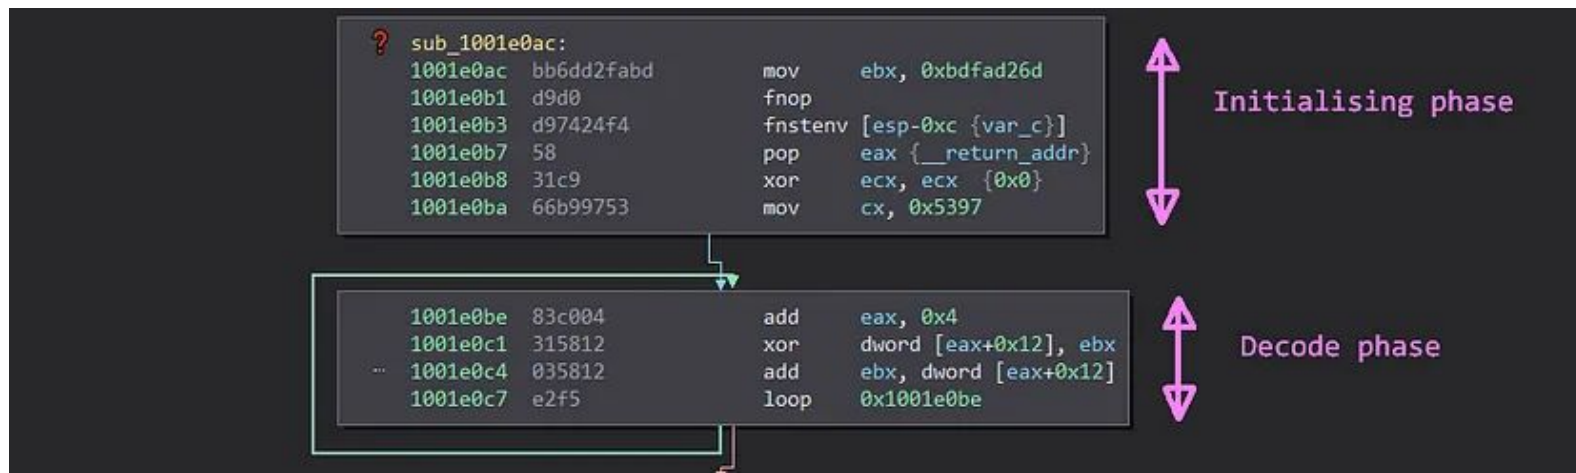 ? sub_1001e0ac:
1001e0ac bb6dd2fabd mov ebx, 0xbdfad26d
1001e0b1 d9d0 fnop
1001e0b3 d97424f4 fnstenv [esp-0xc {var_c}]
1001e0b7 58 pop eax {__return_addr}
1001e0b8 31c9 xor ecx, ecx {0x0}
1001e0ba 66b99753 mov cx, 0x5397
Initialising phase
1001e0be 83c004 add eax, 0x4
1001e0c1 315812 xor dword [eax+0x12], ebx
… 1001e0c4 035812 add ebx, dword [eax+0x12]
1001e0c7 e2f5 loop 0x1001e0be
Decode phase